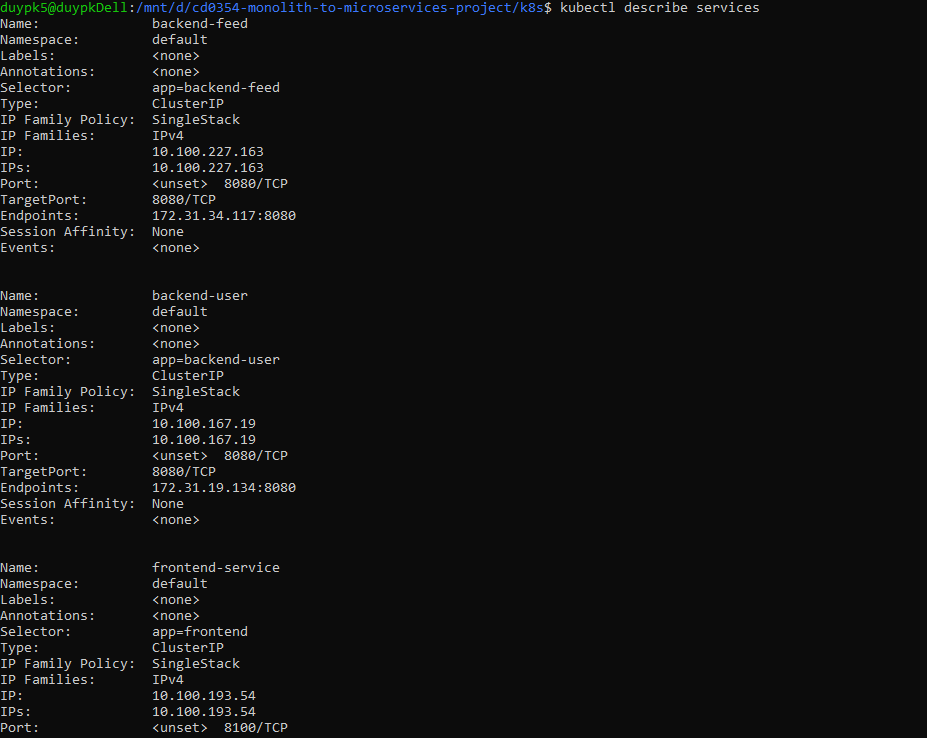 duypk5@duypkDell:/mnt/d/cd0354-monolith-to-microservices-project/k8s$ kubectl describe services
Name:              backend-feed
Namespace:         default
Labels:            <none>
Annotations:       <none>
Selector:          app=backend-feed
Type:              ClusterIP
IP Family Policy:  SingleStack
IP Families:       IPv4
IP:                10.100.227.163
IPs:               10.100.227.163
Port:              <unset>  8080/TCP
TargetPort:        8080/TCP
Endpoints:         172.31.34.117:8080
Session Affinity:  None
Events:            <none>

Name:              backend-user
Namespace:         default
Labels:            <none>
Annotations:       <none>
Selector:          app=backend-user
Type:              ClusterIP
IP Family Policy:  SingleStack
IP Families:       IPv4
IP:                10.100.167.19
IPs:               10.100.167.19
Port:              <unset>  8080/TCP
TargetPort:        8080/TCP
Endpoints:         172.31.19.134:8080
Session Affinity:  None
Events:            <none>

Name:              frontend-service
Namespace:         default
Labels:            <none>
Annotations:       <none>
Selector:          app=frontend
Type:              ClusterIP
IP Family Policy:  SingleStack
IP Families:       IPv4
IP:                10.100.193.54
IPs:               10.100.193.54
Port:              <unset>  8100/TCP